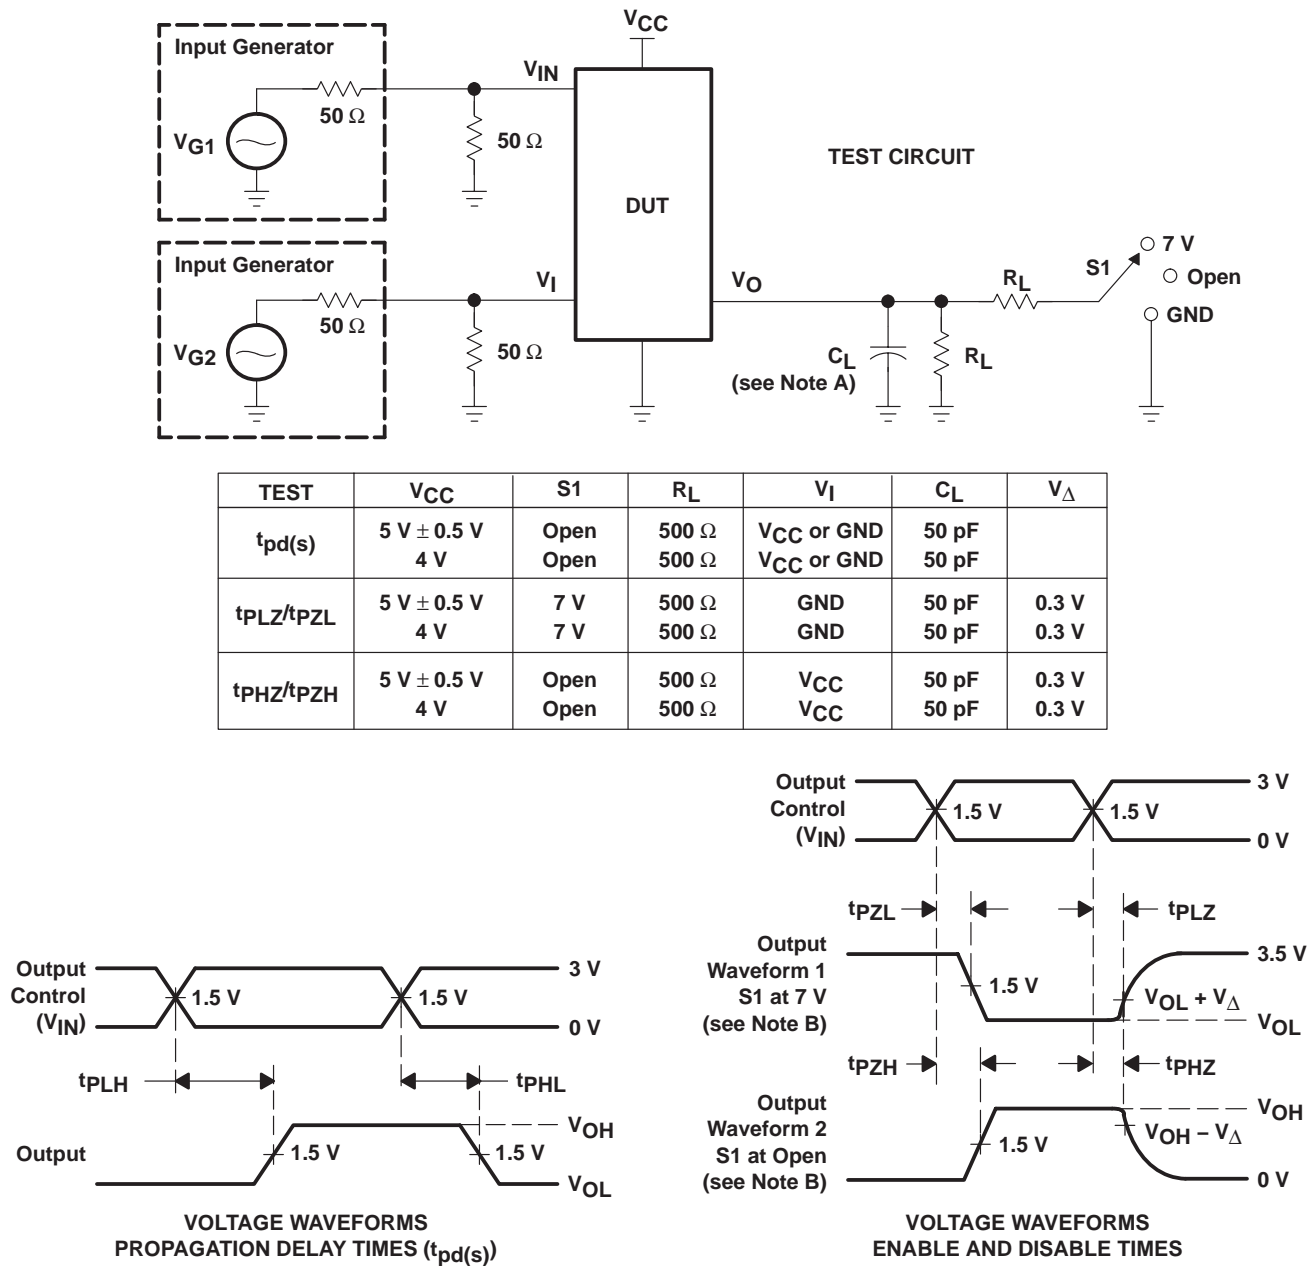 VCC
Input Generator
VIN
50 Ω
VG1
50 Ω
TEST CIRCUIT
DUT
Input Generator
VI
VO
50 Ω
VG2
50 Ω
7 V
S1
Open
RL
GND
CL
(see Note A)
RL
TEST VCC S1 RL VI CL VΔ
tpd(s) 5 V ± 0.5 V Open 500 Ω VCC or GND 50 pF
4 V Open 500 Ω VCC or GND 50 pF
tPLZ/tPZL 5 V ± 0.5 V 7 V 500 Ω GND 50 pF 0.3 V
4 V 7 V 500 Ω GND 50 pF 0.3 V
tPHZ/tPZH 5 V ± 0.5 V Open 500 Ω VCC 50 pF 0.3 V
4 V Open 500 Ω VCC 50 pF 0.3 V
Output
Control
(VIN)
1.5 V
1.5 V
3 V
0 V
tPLH
tPHL
Output
1.5 V
1.5 V
VOH
VOL
VOLTAGE WAVEFORMS
PROPAGATION DELAY TIMES (tpd(s))
Output
Control
(VIN)
1.5 V
1.5 V
3 V
0 V
tPZL
tPLZ
Output
Waveform 1
S1 at 7 V
(see Note B)
1.5 V
3.5 V
VOL + VΔ
VOL
tPZH
tPHZ
Output
Waveform 2
S1 at Open
(see Note B)
1.5 V
VOH
VOH − VΔ
0 V
VOLTAGE WAVEFORMS
ENABLE AND DISABLE TIMES